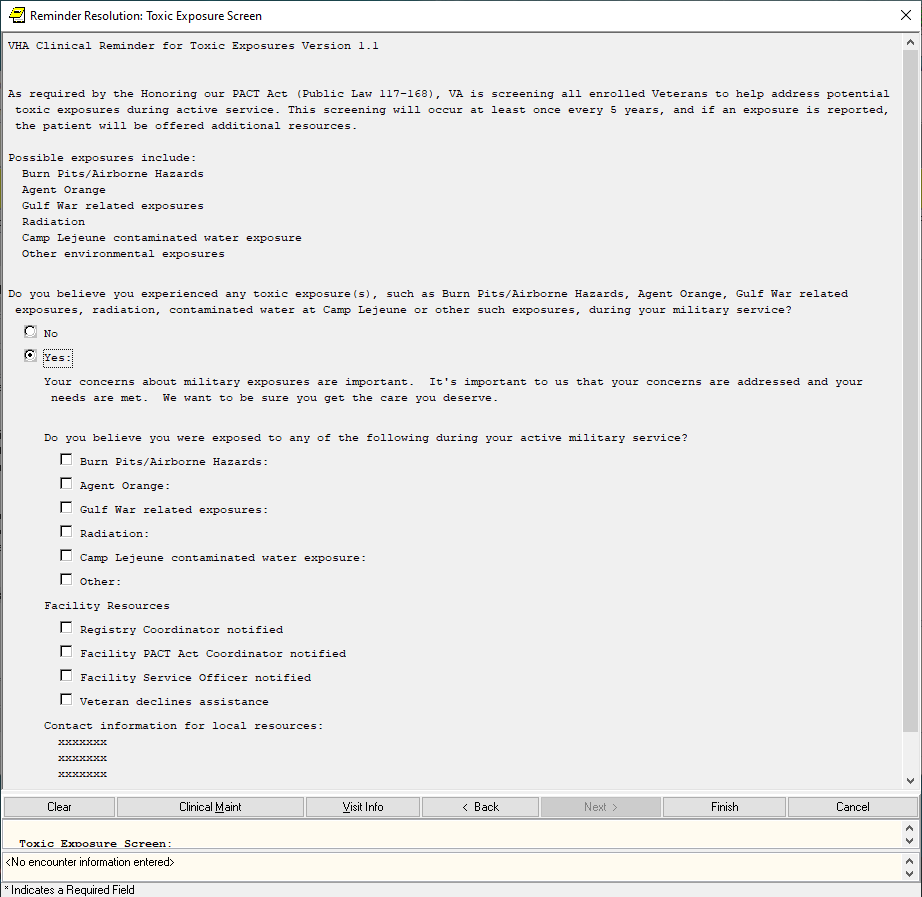 Reminder Resolution: Toxic Exposure Screen
VHA Clinical Reminder for Toxic Exposures Version 1.1
As required by the Honoring our PACT Act (Public Law 117-168), VA is screening all enrolled Veterans to help address potential
toxic exposures during active service. This screening will occur at least once every 5 years, and if an exposure is reported,
the patient will be offered additional resources.
Possible exposures include:
Burn Pits/Airborne Hazards
Agent Orange
Gulf War related exposures
Radiation
Camp Lejeune contaminated water exposure
Other environmental exposures
Do you believe you experienced any toxic exposure(s), such as Burn Pits/Airborne Hazards, Agent Orange, Gulf War related
exposures, radiation, contaminated water at Camp Lejeune or other such exposures, during your military service?
No
Yes:
Your concerns about military exposures are important.  It's important to us that your concerns are addressed and your
needs are met.  We want to be sure you get the care you deserve.
Do you believe you were exposed to any of the following during your active military service?
Burn Pits/Airborne Hazards:
Agent Orange:
Gulf War related exposures:
Radiation:
Camp Lejeune contaminated water exposure:
Other:
Facility Resources
Registry Coordinator notified
Facility PACT Act Coordinator notified
Facility Service Officer notified
Veteran declines assistance
Contact information for local resources:
xxxxxxx
xxxxxxx
xxxxxxx
Clear Clinical Maint Visit Info < Back Next > Finish Cancel
Toxic Exposure Screen:
<No encounter information entered>
* Indicates a Required Field